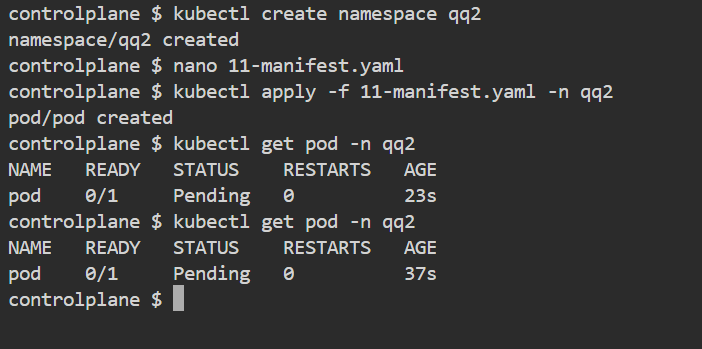 controlplane $ kubectl create namespace qq2
namespace/qq2 created
controlplane $ nano 11-manifest.yaml
controlplane $ kubectl apply -f 11-manifest.yaml -n qq2
pod/pod created
controlplane $ kubectl get pod -n qq2
NAME   READY   STATUS    RESTARTS   AGE
pod    0/1     Pending   0          23s
controlplane $ kubectl get pod -n qq2
NAME   READY   STATUS    RESTARTS   AGE
pod    0/1     Pending   0          37s
controlplane $